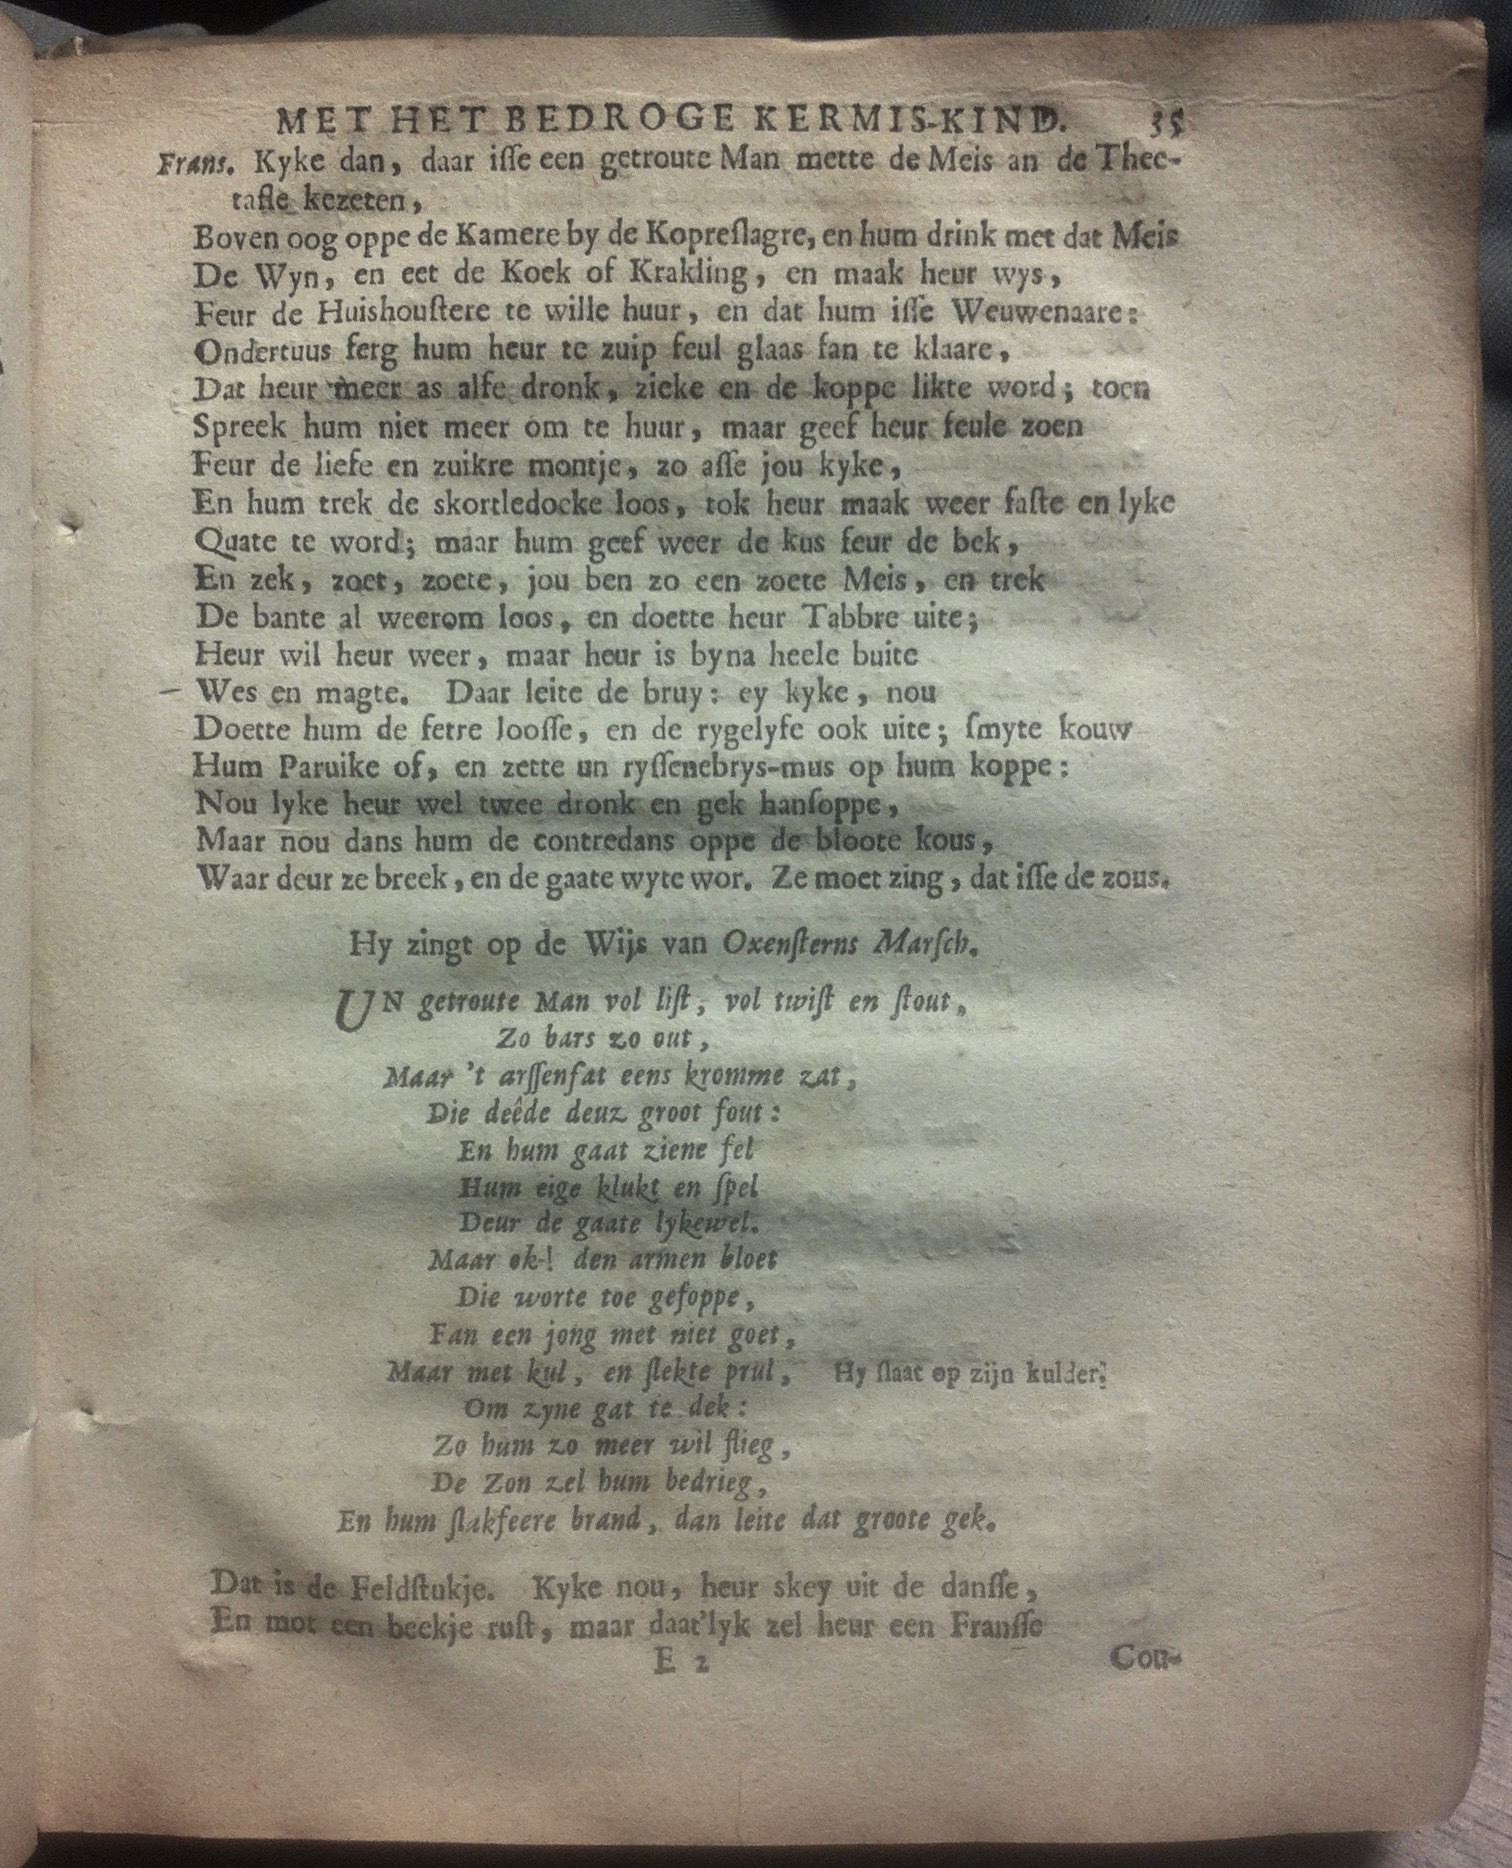 MET HET BEDROGE KERMIS-KIND. 35
Frans. Kyke dan, daar iſſe een getroute Man mette de Meis an de Thee-
tafle kezeten,
Boven oog oppe de Kamere by de Kopreſlagre, en hum drink met dat Meis
De Wyn, en eet de Koek of Krakling, en maak heur wys,
Feur de Huishouſtere te wille huur, en dat hum iſſe Weuwenaare:
Ondertuus ferg hum heur te zuip feul glaas fan te klaare,
Dat heur meer as alfe dronk, zieke en de koppe likte word; toen
Spreek hum niet meer om te huur, maar geef heur feule zoen
Feur de liefe en zuikre montje, zo aſſe jou kyke,
En hum trek de skortledoeke loos, tok heur maak weer faſte en lyke
Quate te word; maar hum geef weer de kus feur de bek,
En zek, zoet, zoete, jou ben zo een zoete Meis, en trek
De bante al weerom loos, en doette heur Tabbre uite;
Heur wil heur weer, maar heur is byna heele buite
Wes en magte. Daar leite de bruy: ey kyke, nou
Doette hum de fetre looſſe, en de rygelyfe ook uite; ſmyte kouw
Hum Paruike of, en zette un ryſſenebrys-mus op hum koppe:
Nou lyke heur wel twee dronk en gek hanſoppe,
Maar nou dans hum de contredans oppe de bloote kous,
Waar deur ze breek, en de gaate wyte wor. Ze moet zing, dat iſſe de zous.
Hy zingt op de Wijs van Oxenſterns Marſch.
UN getroute Man vol liſt, vol twiſt en ſtout,
Zo bars zo out,
Maar 't arſſenfat eens kromme zat,
Die deêde deuz groot fout:
En hum gaat ziene fel
Hum eige klukt en ſpel
Deur de gaate lykewel.
Maar ok! den armen bloet
Die worte toe gefoppe,
Fan een jong met niet goet,
Maar met kul, en ſlekte prul, Hy ſlaat op zijn kulder.
Om zyne gat te dek:
Zo hum zo meer wil flieg,
De Zon zel hum bedrieg,
En hum ſlakfeere brand, dan leite dat groote gek.
Dat is de Feldſtukje. Kyke nou, heur skey uit de danſſe,
En mot een beekje ruſt, maar daat'lyk zel heur een Franſſe
E 2 Cou-